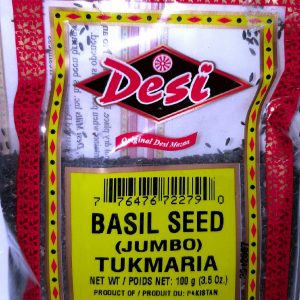 Desi
Original Desi Masma
7 76476 72279 0
BASIL SEED
(JUMBO)
TUKMARIA
NET WT / POIDS NET: 100 g (3.5 Oz.)
PRODUCT OF / PRODUIT DU: PAKISTAN